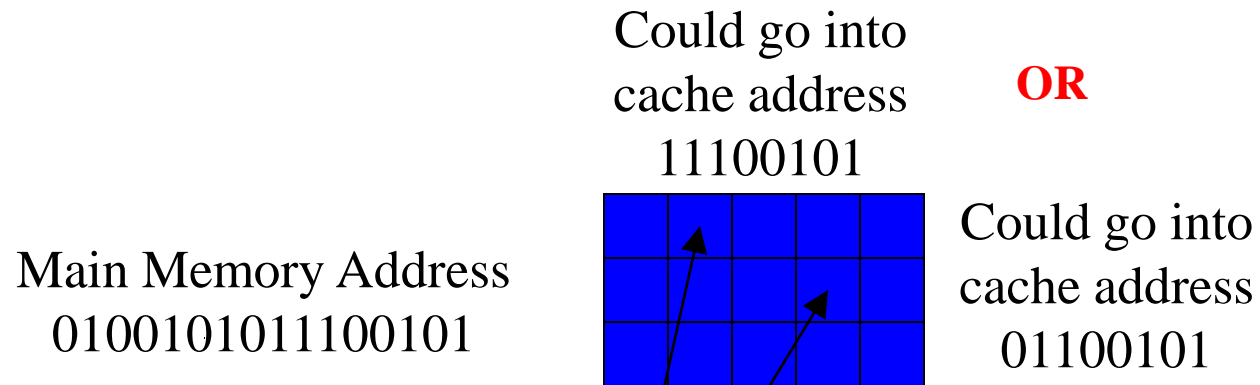 Could go into
cache address
11100101
OR
Main Memory Address
0100101011100101
Could go into
cache address
01100101